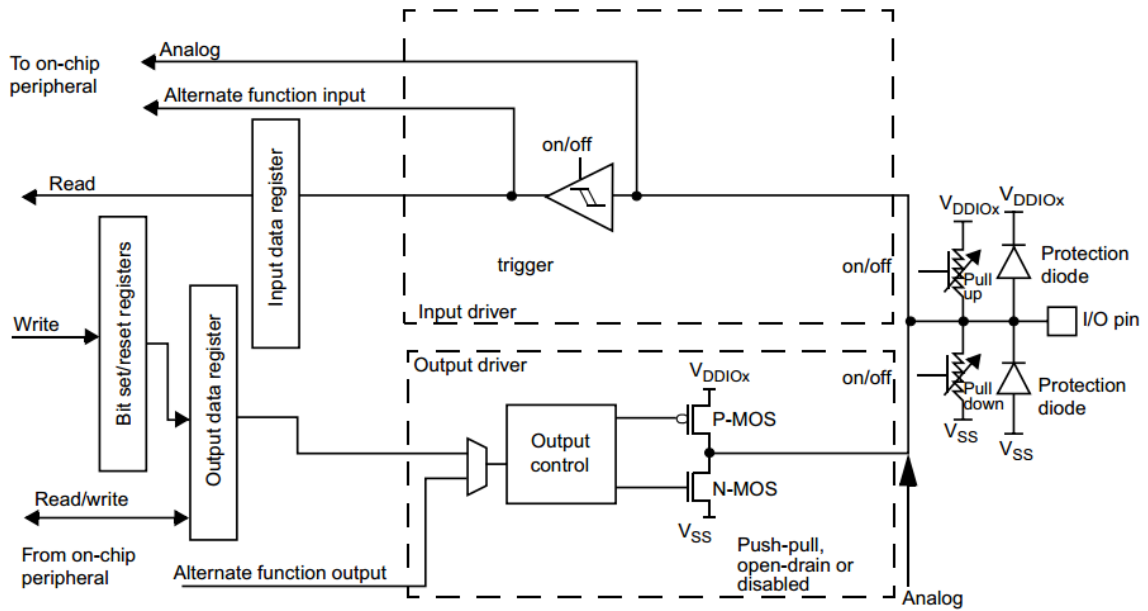 To on-chip
peripheral
Analog
Alternate function input
on/off
Read
Input data register
trigger
Input driver
on/off
VDDIOx
VDDIOx
Pull
up
Protection
diode
I/O pin
Bit set/reset registers
Write
Output data register
Output driver
VDDIOx
P-MOS
Output
control
N-MOS
VSS
on/off
Pull
down
VSS
Protection
diode
VSS
Read/write
From on-chip
peripheral
Alternate function output
Push-pull,
open-drain or
disabled
Analog